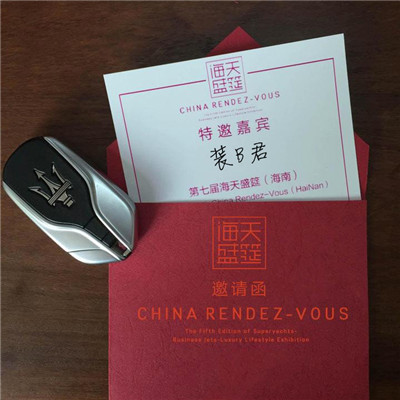 海天
盛筵
CHINA RENDEZ-VOUS
特邀嘉宾
装B君
第七届海天盛筵（海南）
China Rendez-Vous（HaiNan）
海天
盛筵
邀请函
CHINA RENDEZ-VOUS
The Fifth Edition of Superyachts-
Business Jets-Luxury Lifestyle Exhibition